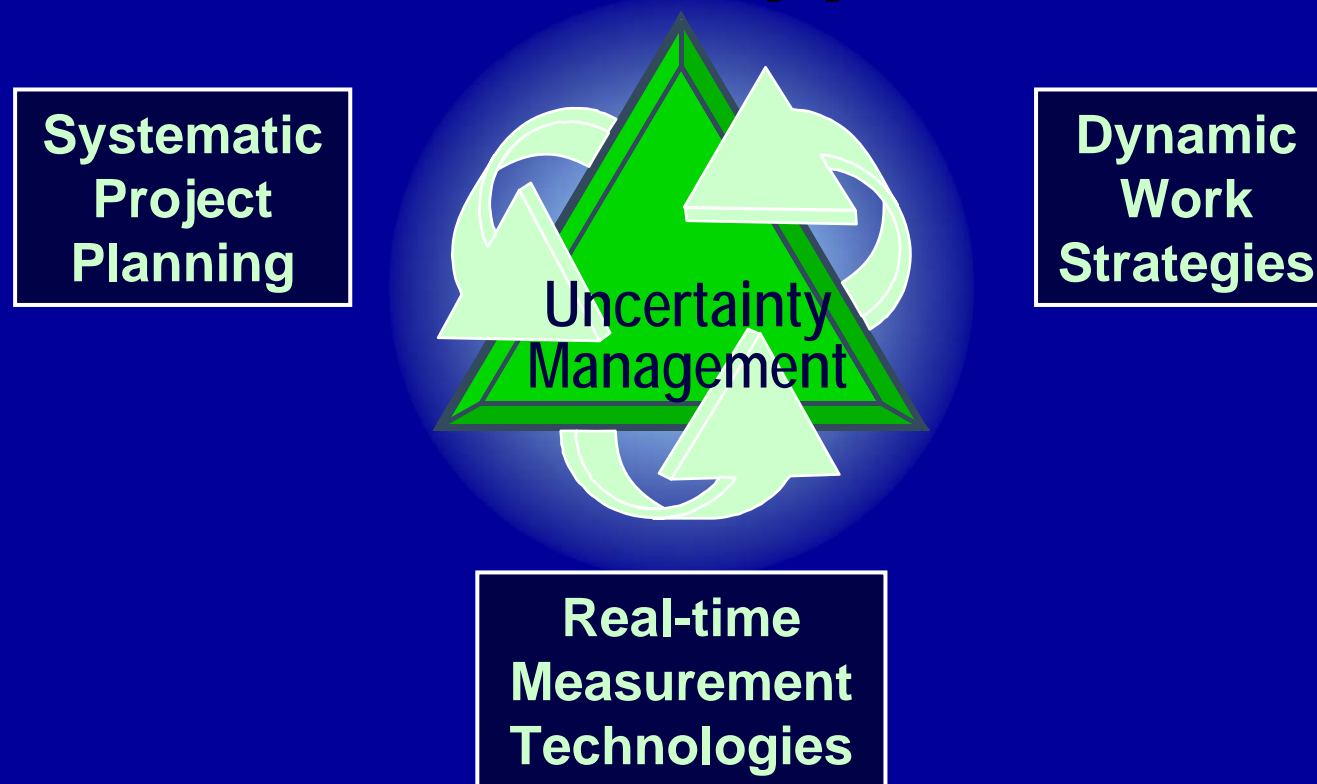 Systematic
Project
Planning
Dynamic
Work
Strategies
Uncertainty
Management
Real-time
Measurement
Technologies